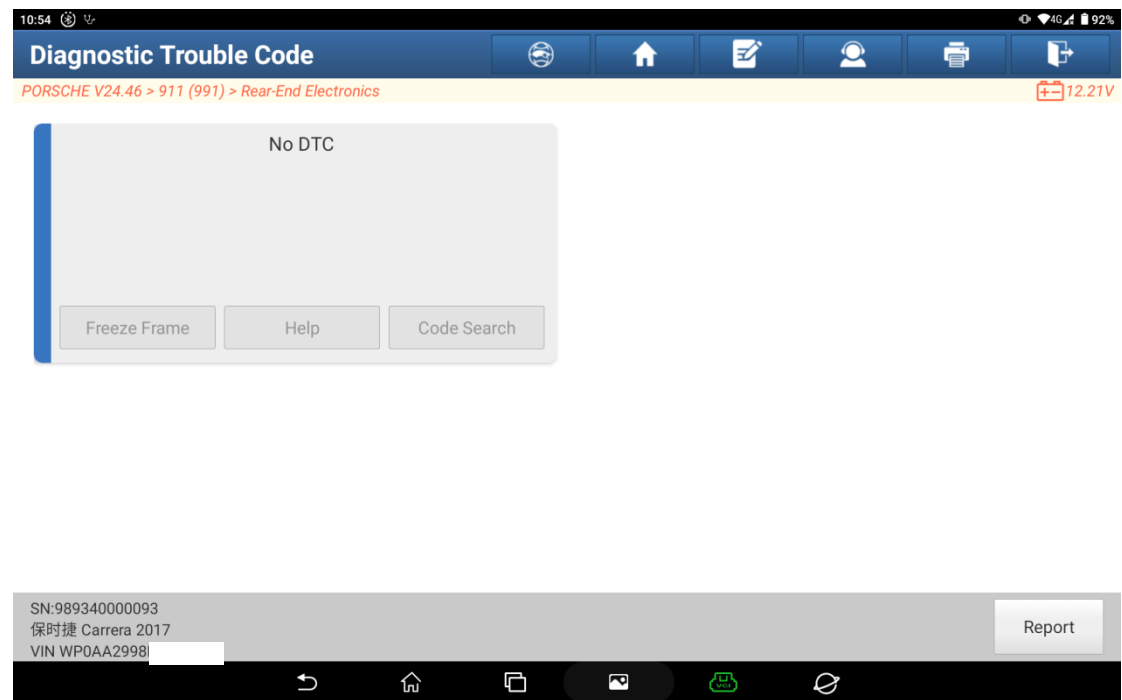 10:54 4G 92%
Diagnostic Trouble Code
PORSCHE V24.46 > 911 (991) > Rear-End Electronics 12.21V
No DTC
Freeze Frame Help Code Search
SN:989340000093
保时捷 Carrera 2017
VIN WP0AA2998
Report
VCI